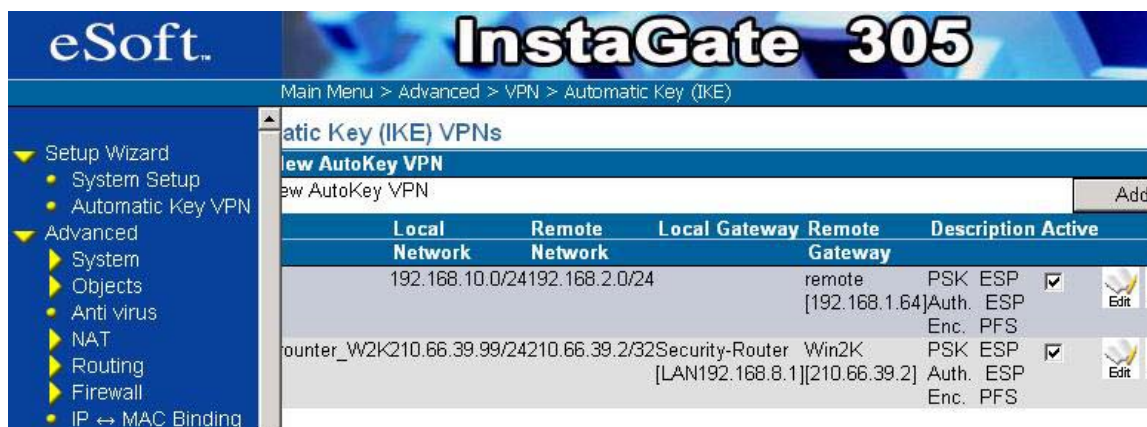 eSoft™
InstaGate 305
Main Menu > Advanced > VPN > Automatic Key (IKE)
Setup Wizard
System Setup
Automatic Key VPN
Advanced
System
Objects
Anti virus
NAT
Routing
Firewall
IP ↔ MAC Binding
atic Key (IKE) VPNs
lew AutoKey VPN
ew AutoKey VPN Add
Local Remote Local Gateway Remote Description Active
Network Network Gateway
192.168.10.0/24192.168.2.0/24 remote PSK ESP
[192.168.1.64]Auth. ESP Edit
Enc. PFS
rounter_W2K210.66.39.99/24210.66.39.2/32Security-Router Win2K PSK ESP
[LAN192.168.8.1][210.66.39.2] Auth. ESP Edit
Enc. PFS